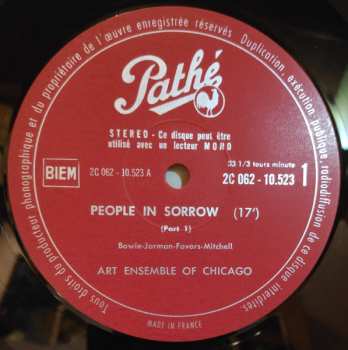 Tous droits du producteur phonographique et du propriétaire de l'œuvre enregistrée réservés Duplication, exécution publique et radiodiffusion de ce disque interdites.
Pathé
STEREO - Ce disque peut être
utilisé avec un lecteur MONO
33 1/3 tours minute
BIEM
2C 062 - 10.523 A
2C 062 - 10.523 1
PEOPLE IN SORROW (17')
(Part 1)
Bowie-Jarman-Favors-Mitchell
ART ENSEMBLE OF CHICAGO
MADE IN FRANCE